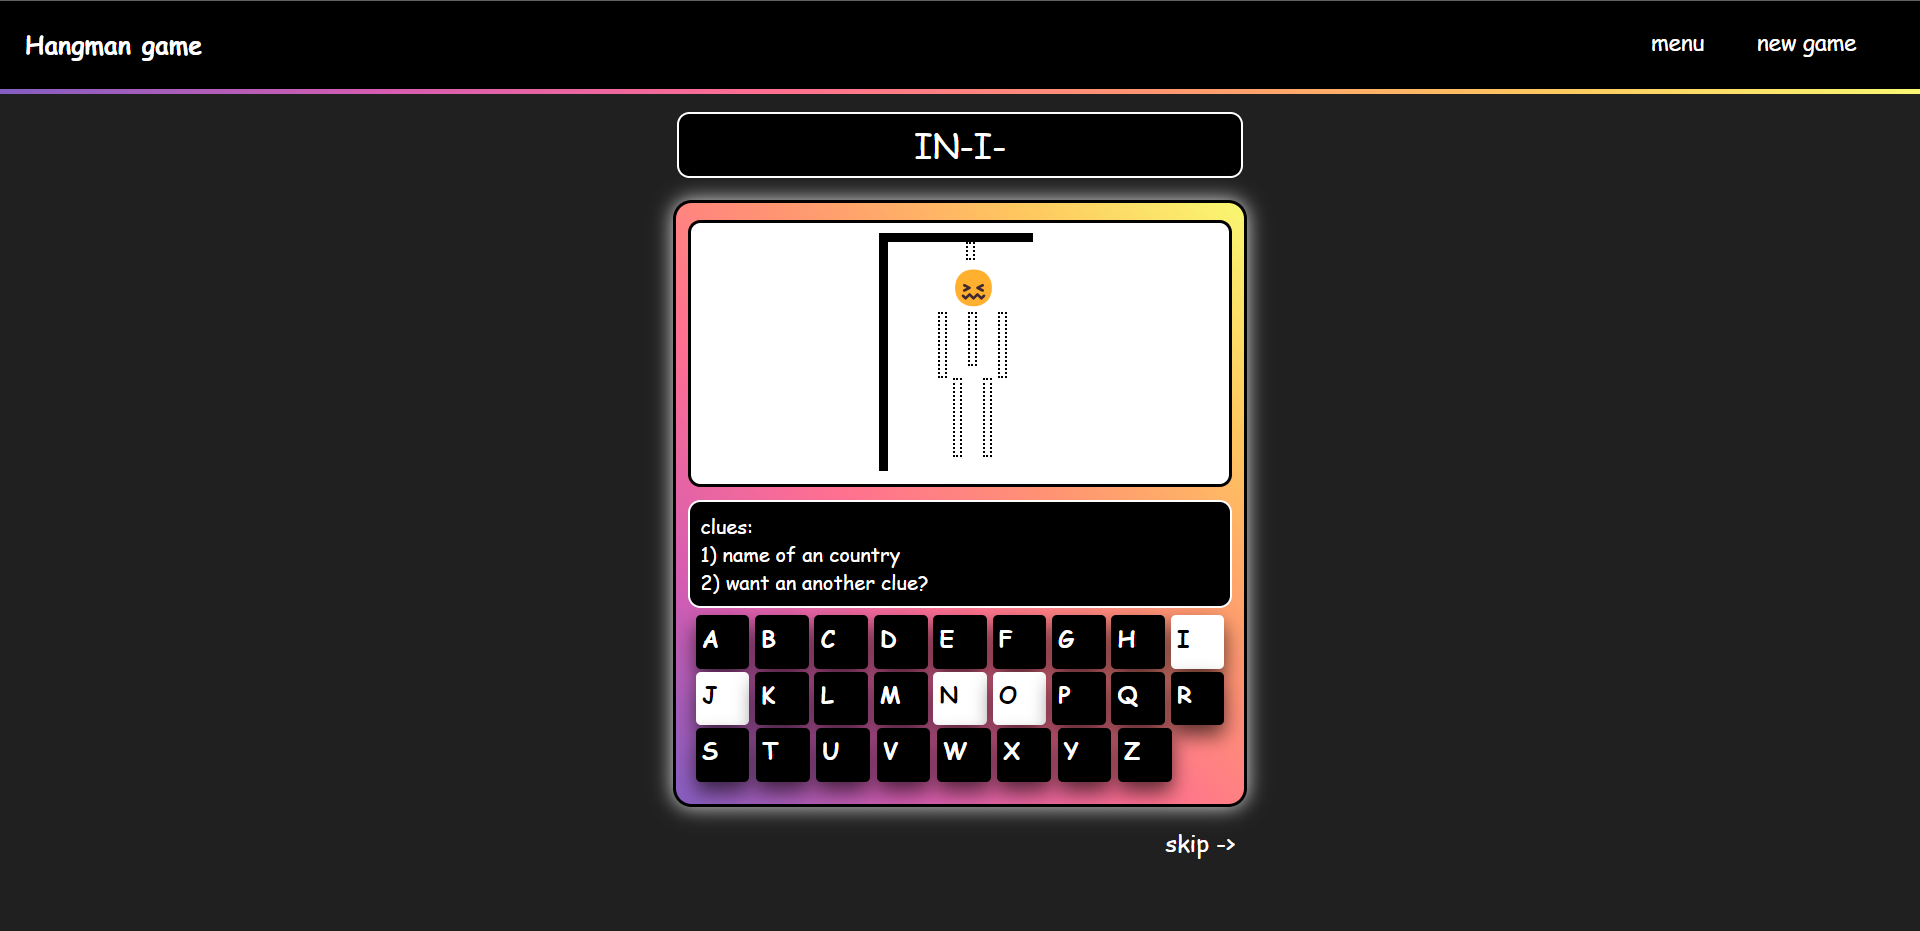 Hangman game
menu new game
IN-I-
clues:
1) name of an country
2) want an another clue?
A B C D E F G H I
J K L M N O P Q R
S T U V W X Y Z
skip ->